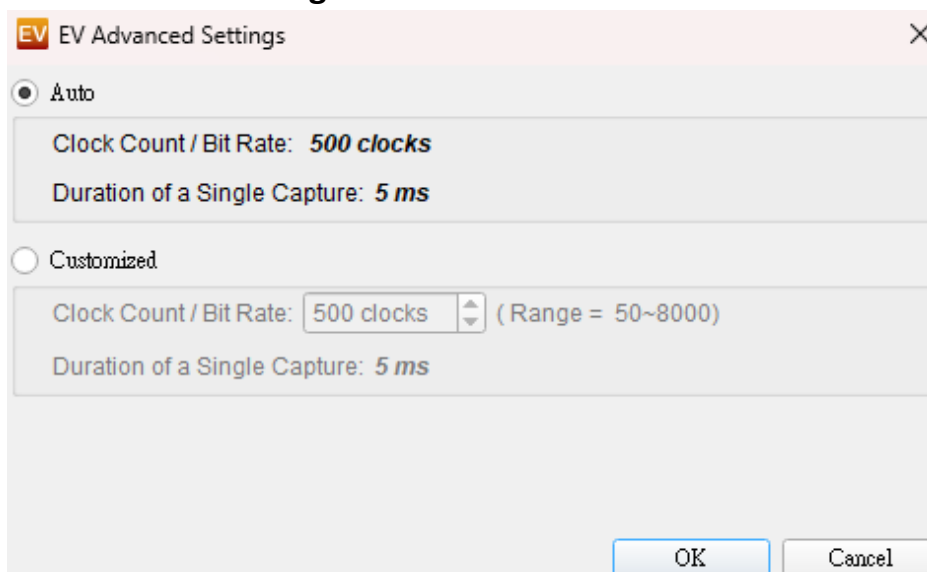 EV EV Advanced Settings
Auto
Clock Count / Bit Rate: 500 clocks
Duration of a Single Capture: 5 ms
Customized
Clock Count / Bit Rate: 500 clocks ( Range = 50~8000)
Duration of a Single Capture: 5 ms
OK Cancel